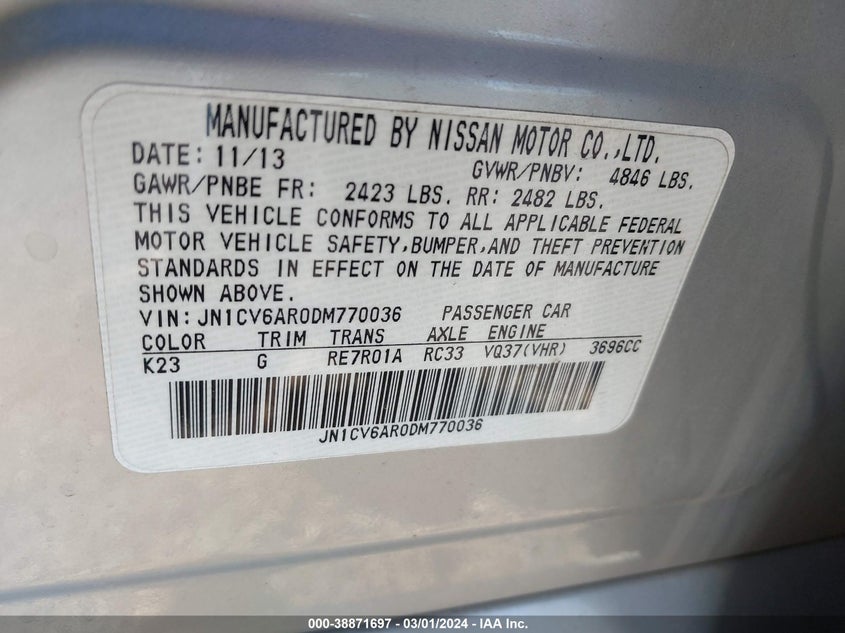 MANUFACTURED BY NISSAN MOTOR CO.,LTD.
DATE: 11/13 GVWR/PNBV: 4846 LBS.
GAWR/PNBE FR: 2423 LBS. RR: 2482 LBS.
THIS VEHICLE CONFORMS TO ALL APPLICABLE FEDERAL
MOTOR VEHICLE SAFETY,BUMPER,AND THEFT PREVENTION
STANDARDS IN EFFECT ON THE DATE OF MANUFACTURE
SHOWN ABOVE.
VIN:JN1CV6AR0DM770036 PASSENGER CAR
COLOR TRIM TRANS AXLE ENGINE
K23 G RE7R01A RC33 VQ37(VHR) 3696CC
JN1CV6AR0DM770036
000-38871697 — 03/01/2024 — IAA Inc.